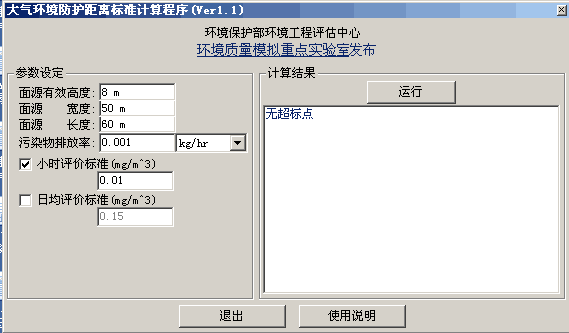 大气环境防护距离标准计算程序(Ver1.1)
环境保护部环境工程评估中心
环境质量模拟重点实验室发布
参数设定
面源有效高度: 8 m
面源 宽度: 50 m
面源 长度: 60 m
污染物排放率: 0.001 kg/hr
小时评价标准(mg/m^3)
0.01
日均评价标准(mg/m^3)
0.15
计算结果
运行
无超标点
退出
使用说明